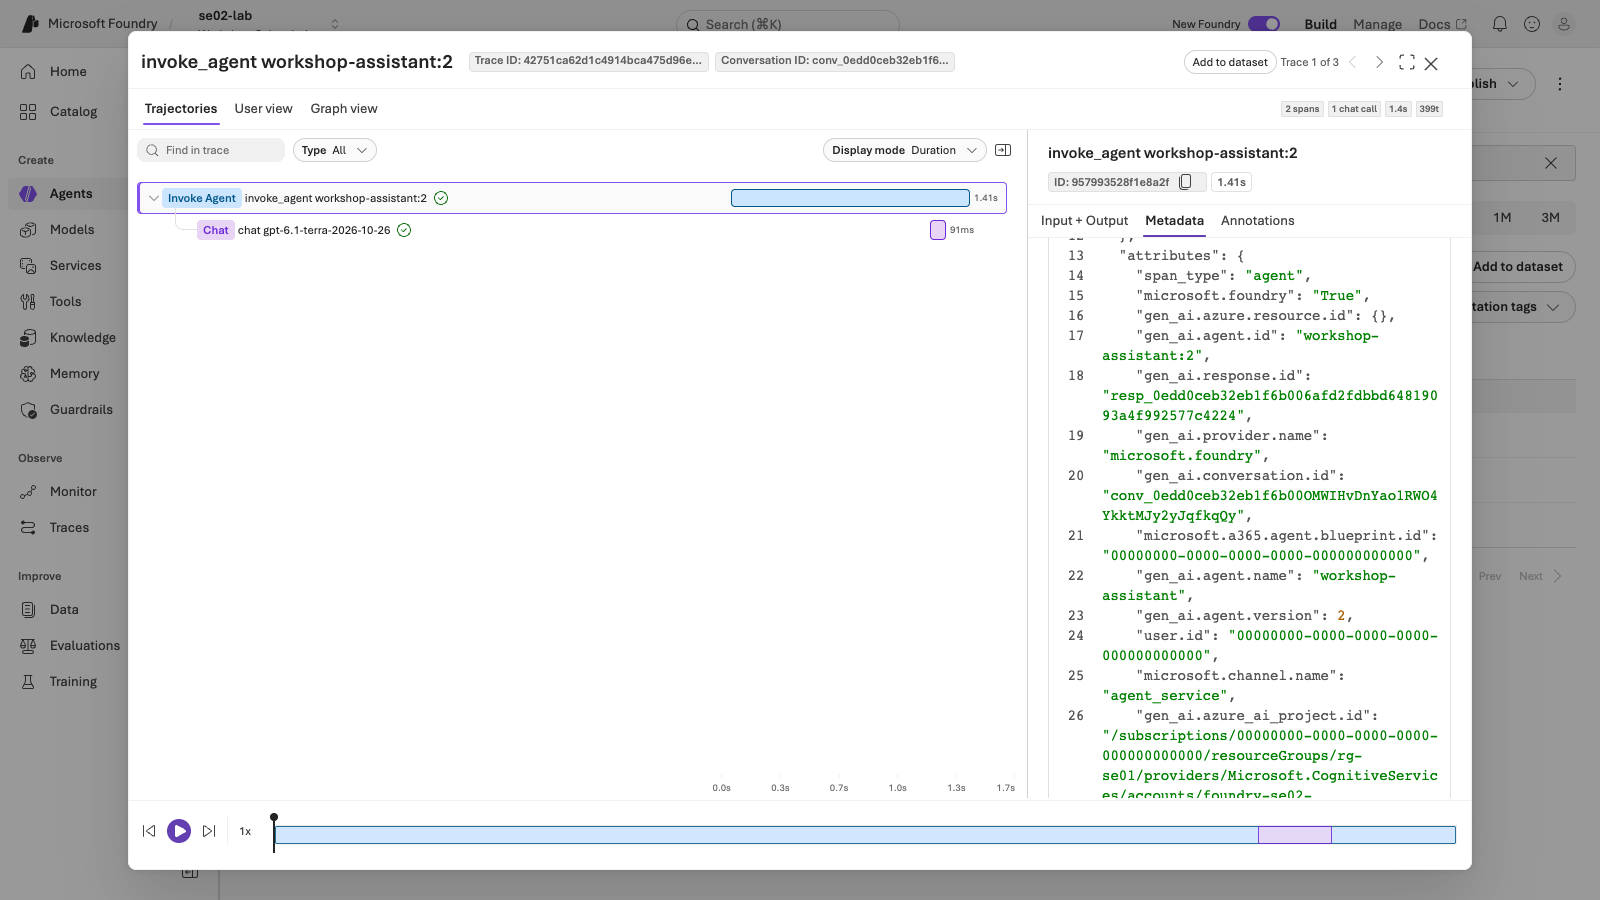 Microsoft Foundry
/
se02-lab
Search (⌘K)
New Foundry
Build
Manage
Docs
Home
Catalog
Create
Agents
Models
Services
Tools
Knowledge
Memory
Guardrails
Observe
Monitor
Traces
Improve
Data
Evaluations
Training
invoke_agent workshop-assistant:2
Trace ID: 42751ca62d1c4914bca475d96e...
Conversation ID: conv_0edd0ceb32eb1f6...
Add to dataset
Trace 1 of 3
Trajectories
User view
Graph view
2 spans
1 chat call
1.4s
399t
Find in trace
Type All
Display mode Duration
Invoke Agent invoke_agent workshop-assistant:2
1.41s
Chat chat gpt-6.1-terra-2026-10-26
91ms
0.0s 0.3s 0.7s 1.0s 1.3s 1.7s
1x
invoke_agent workshop-assistant:2
ID: 957993528f1e8a2f
1.41s
Input + Output
Metadata
Annotations
12 },
13 "attributes": {
14 "span_type": "agent",
15 "microsoft.foundry": "True",
16 "gen_ai.azure.resource.id": {},
17 "gen_ai.agent.id": "workshop-
assistant:2",
18 "gen_ai.response.id":
"resp_0edd0ceb32eb1f6b006afd2fdbbd648190
93a4f992577c4224",
19 "gen_ai.provider.name":
"microsoft.foundry",
20 "gen_ai.conversation.id":
"conv_0edd0ceb32eb1f6b00OMWIHvDnYao1RWO4
YkktMJy2yJqfkqQy",
21 "microsoft.a365.agent.blueprint.id":
"00000000-0000-0000-0000-000000000000",
22 "gen_ai.agent.name": "workshop-
assistant",
23 "gen_ai.agent.version": 2,
24 "user.id": "00000000-0000-0000-0000-
000000000000",
25 "microsoft.channel.name":
"agent_service",
26 "gen_ai.azure_ai_project.id":
"/subscriptions/00000000-0000-0000-0000-
000000000000/resourceGroups/rg-
se01/providers/Microsoft.CognitiveServic
es/accounts/foundry-se02-
lish
1M
3M
Add to dataset
tation tags
Prev
Next